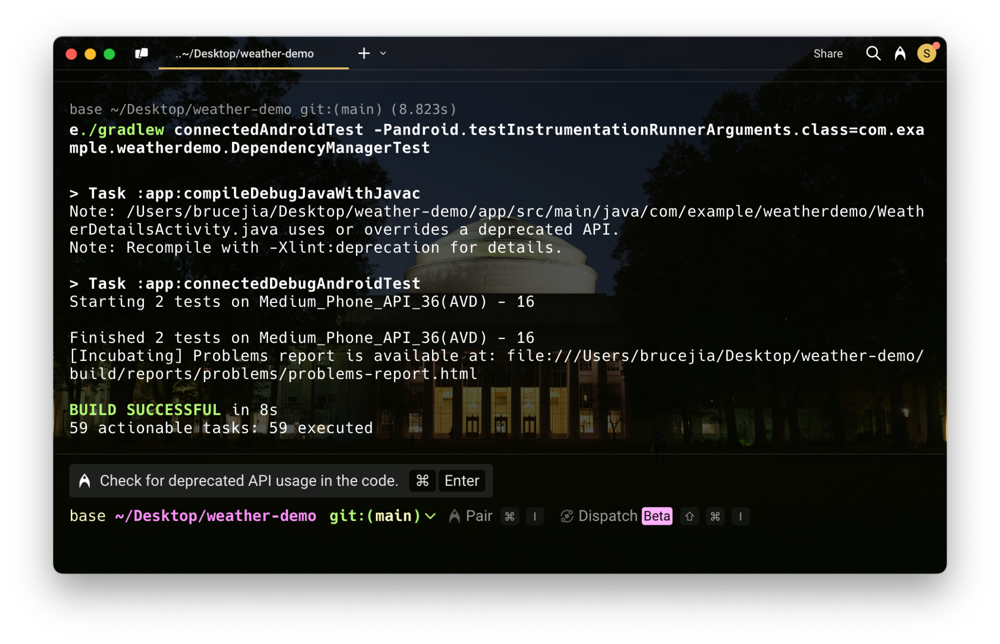 ..~/Desktop/weather-demo
Share
S
base ~/Desktop/weather-demo git:(main) (8.823s)
e./gradlew connectedAndroidTest -Pandroid.testInstrumentationRunnerArguments.class=com.exa
mple.weatherdemo.DependencyManagerTest
> Task :app:compileDebugJavaWithJavac
Note: /Users/brucejia/Desktop/weather-demo/app/src/main/java/com/example/weatherdemo/Weath
erDetailsActivity.java uses or overrides a deprecated API.
Note: Recompile with -Xlint:deprecation for details.
> Task :app:connectedDebugAndroidTest
Starting 2 tests on Medium_Phone_API_36(AVD) - 16
Finished 2 tests on Medium_Phone_API_36(AVD) - 16
[Incubating] Problems report is available at: file:///Users/brucejia/Desktop/weather-demo/
build/reports/problems/problems-report.html
BUILD SUCCESSFUL in 8s
59 actionable tasks: 59 executed
Check for deprecated API usage in the code. ⌘ Enter
base ~/Desktop/weather-demo git:(main) Pair ⌘ I Dispatch Beta ⇧ ⌘ I